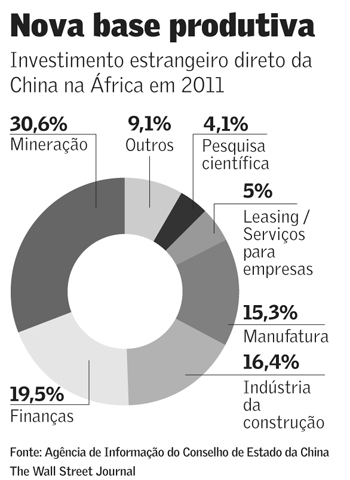 Nova base produtiva
Investimento estrangeiro direto da
China na África em 2011
30,6%
Mineração
9,1%
Outros
4,1%
Pesquisa
científica
5%
Leasing /
Serviços
para
empresas
15,3%
Manufatura
16,4%
Indústria
da
construção
19,5%
Finanças
Fonte: Agência de Informação do Conselho de Estado da China
The Wall Street Journal